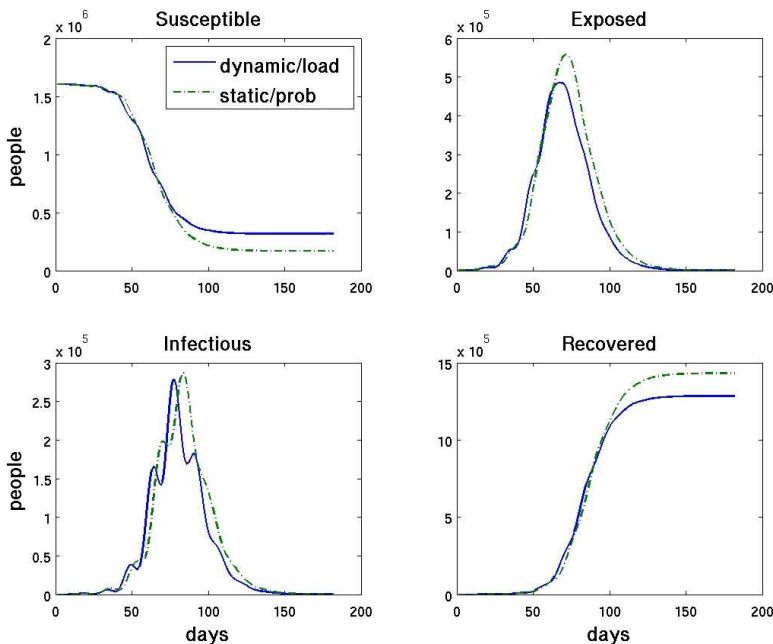 Susceptible
x 10^6
2
1.5
1
0.5
0
0 50 100 150 200
people
dynamic/load
static/prob
Exposed
x 10^5
6
5
4
3
2
1
0
0 50 100 150 200
Infectious
x 10^5
3
2.5
2
1.5
1
0.5
0
0 50 100 150 200
people
days
Recovered
x 10^5
15
10
5
0
0 50 100 150 200
days